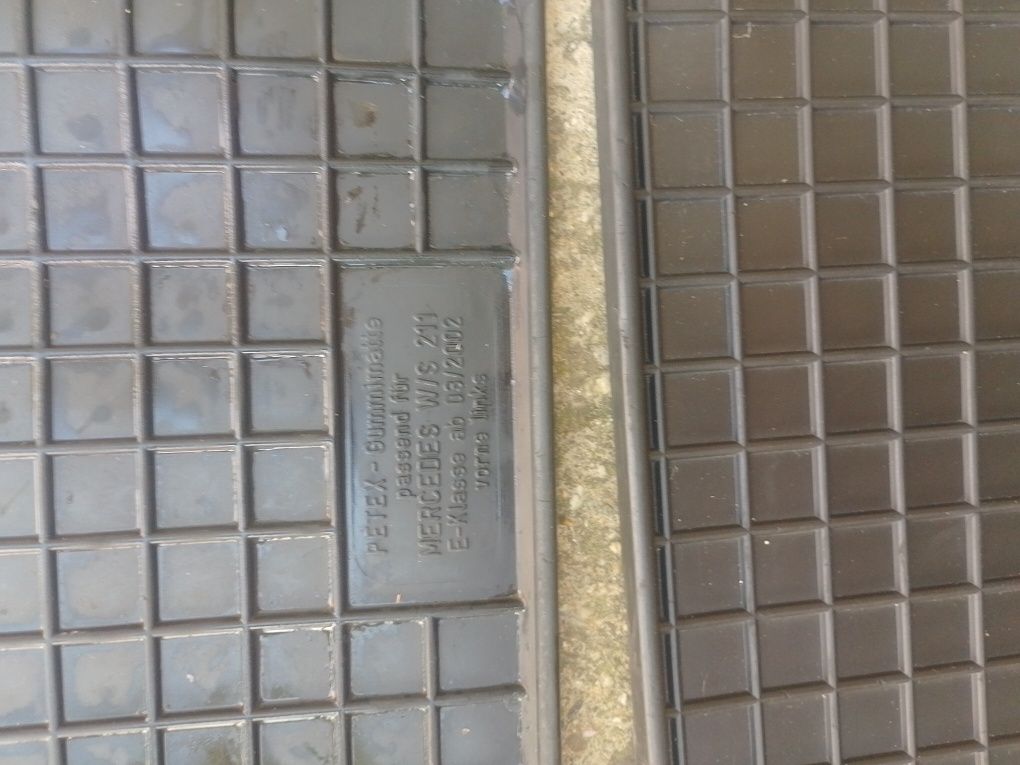 PETEX - Gummimatte
passend für
MERCEDES W/S 211
E-Klasse ab 03/2002
vorne links